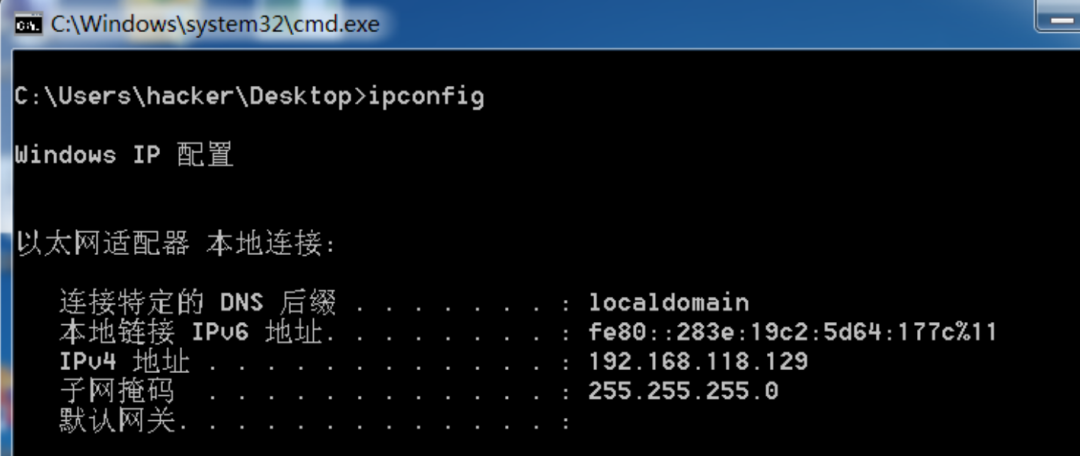 C:\Windows\system32\cmd.exe
C:\Users\hacker\Desktop>ipconfig
Windows IP 配置
以太网适配器 本地连接:
连接特定的 DNS 后缀 . . . . . . . : localdomain
本地链接 IPv6 地址. . . . . . . . : fe80::283e:19c2:5d64:177c%11
IPv4 地址 . . . . . . . . . . . . : 192.168.118.129
子网掩码  . . . . . . . . . . . . : 255.255.255.0
默认网关. . . . . . . . . . . . . :